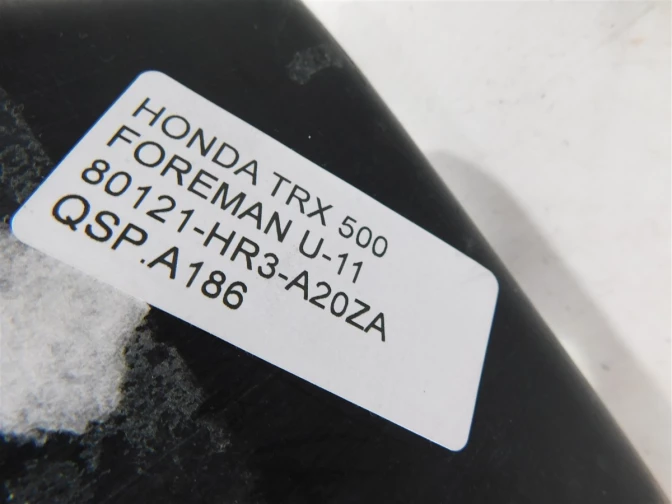 HONDA TRX 500
FOREMAN U-11
80121-HR3-A20ZA
QSP.A186